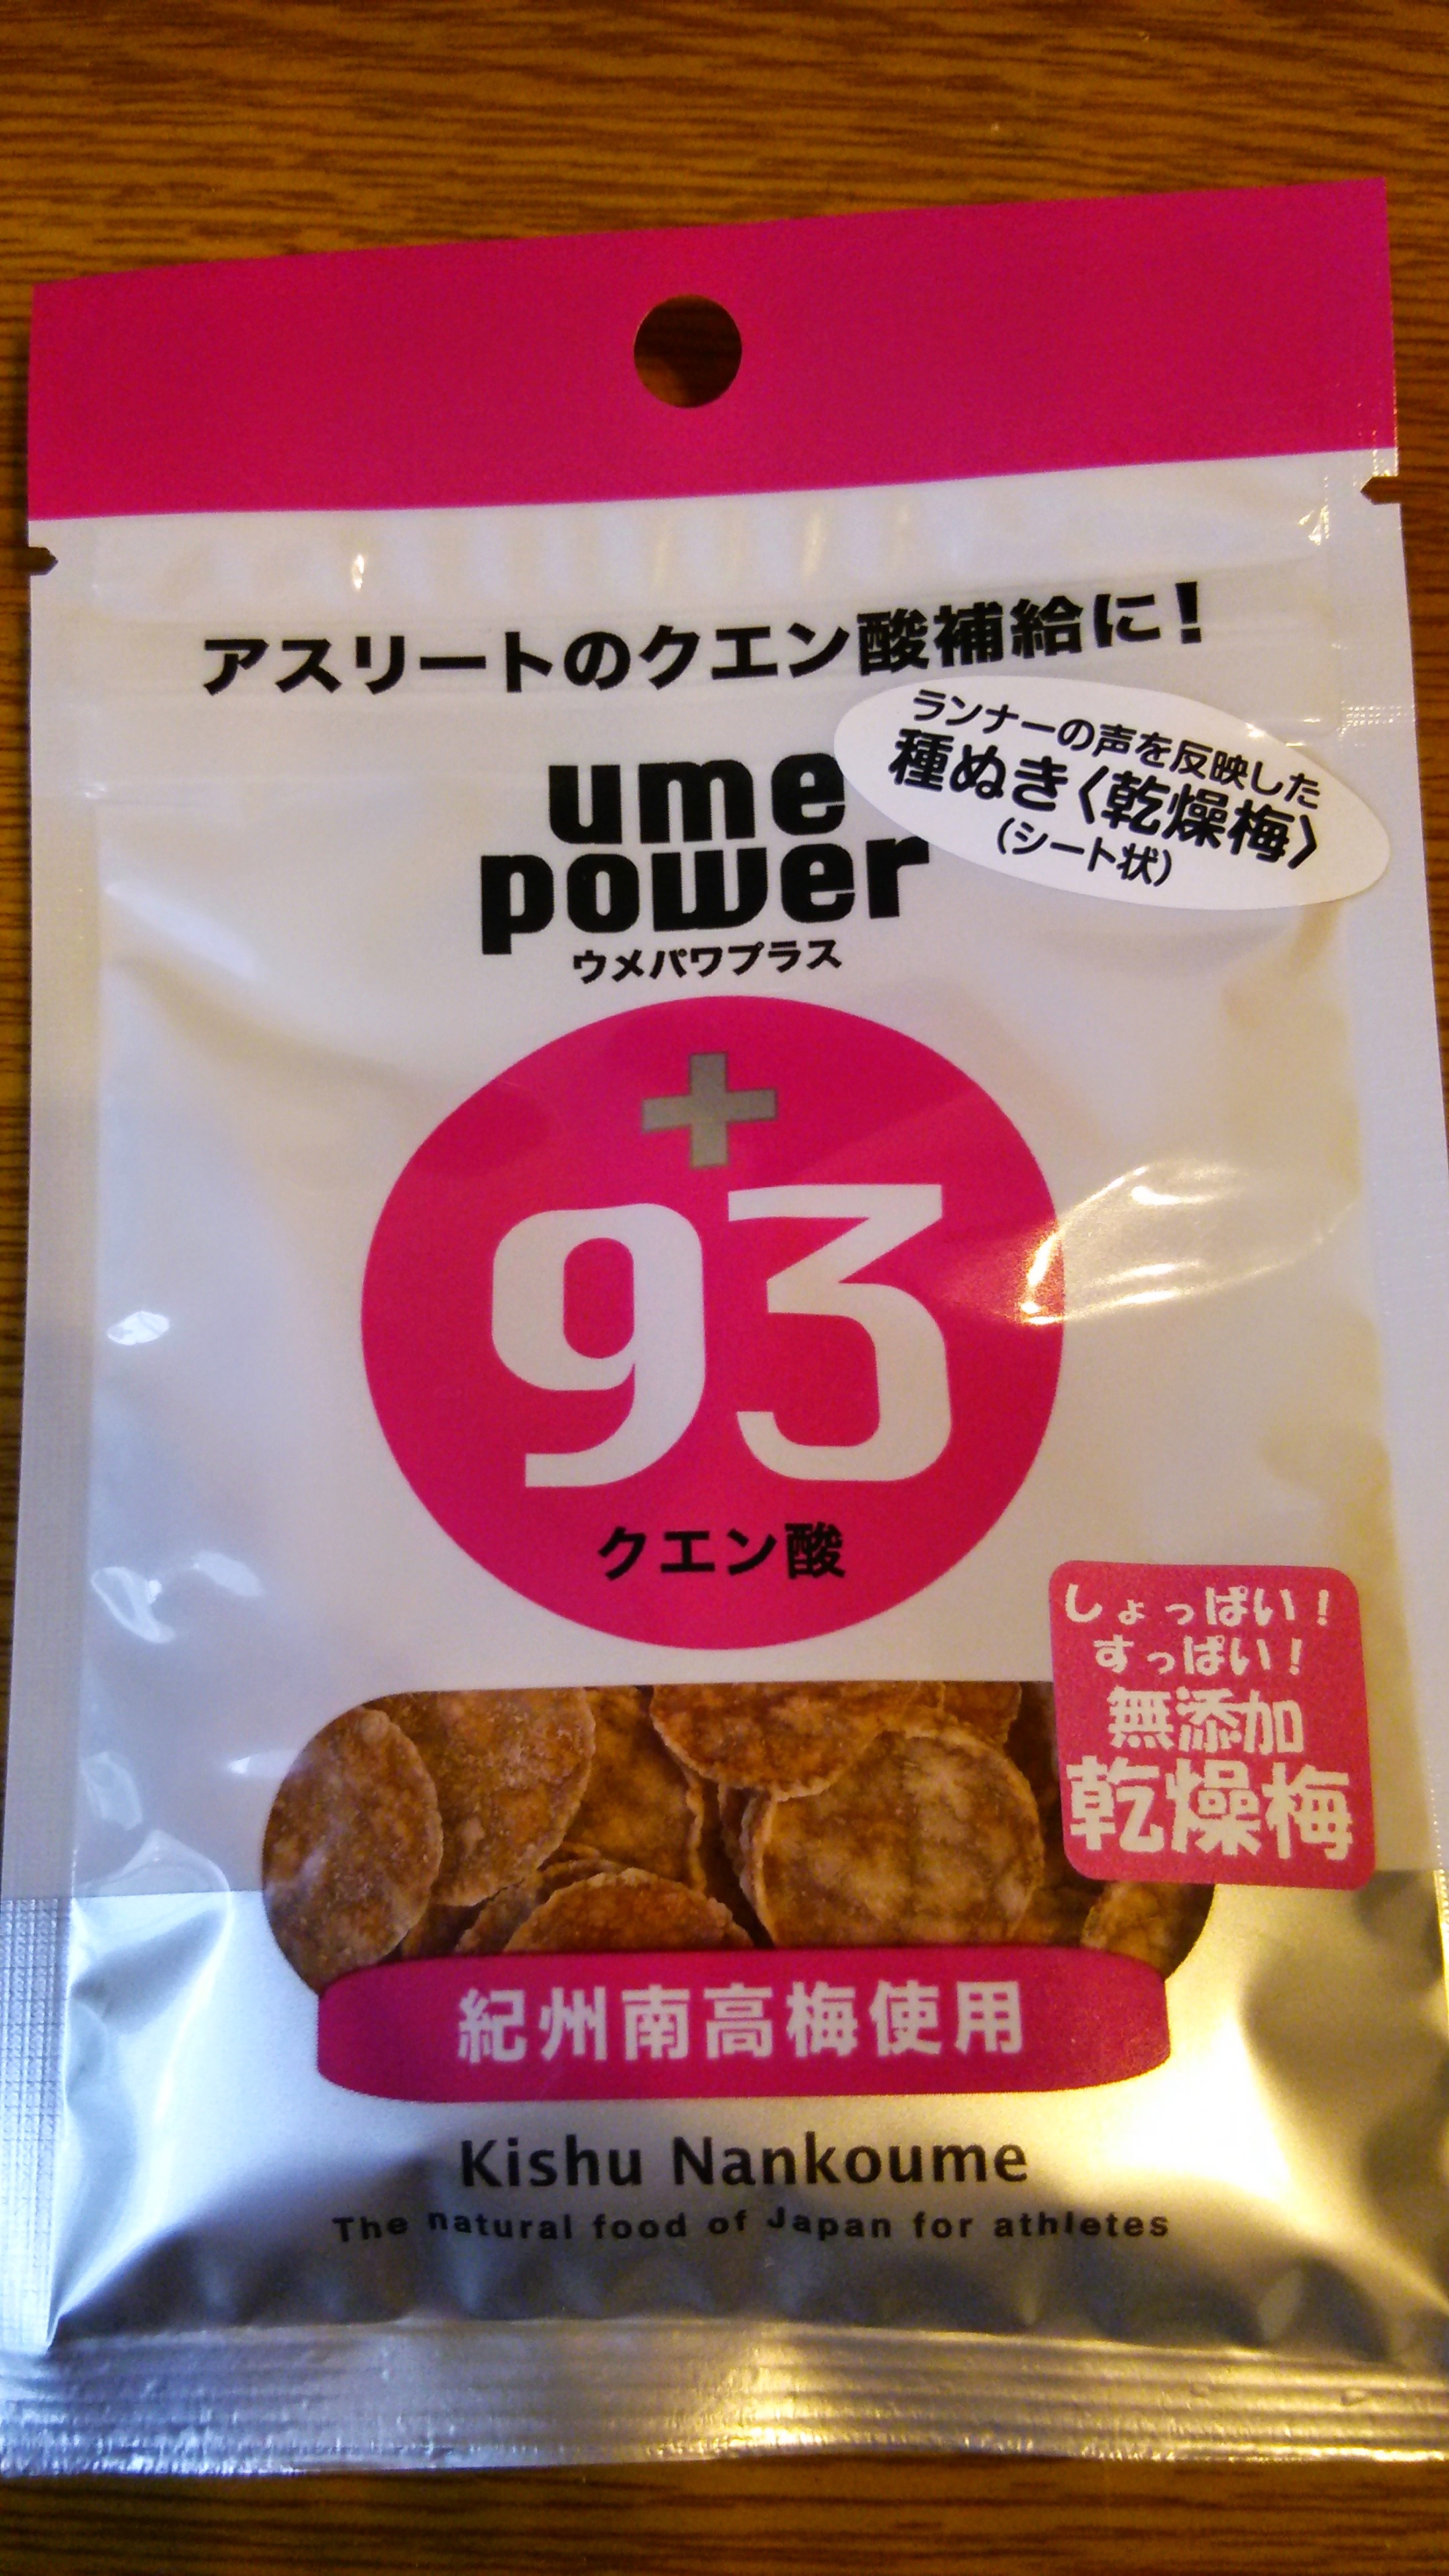 アスリートのクエン酸補給に!
ランナーの声を反映した
種ぬき〈乾燥梅〉
(シート状)
ume
power
ウメパワプラス
+
93
クエン酸
しょっぱい!
すっぱい!
無添加
乾燥梅
紀州南高梅使用
Kishu Nankoume
The natural food of Japan for athletes